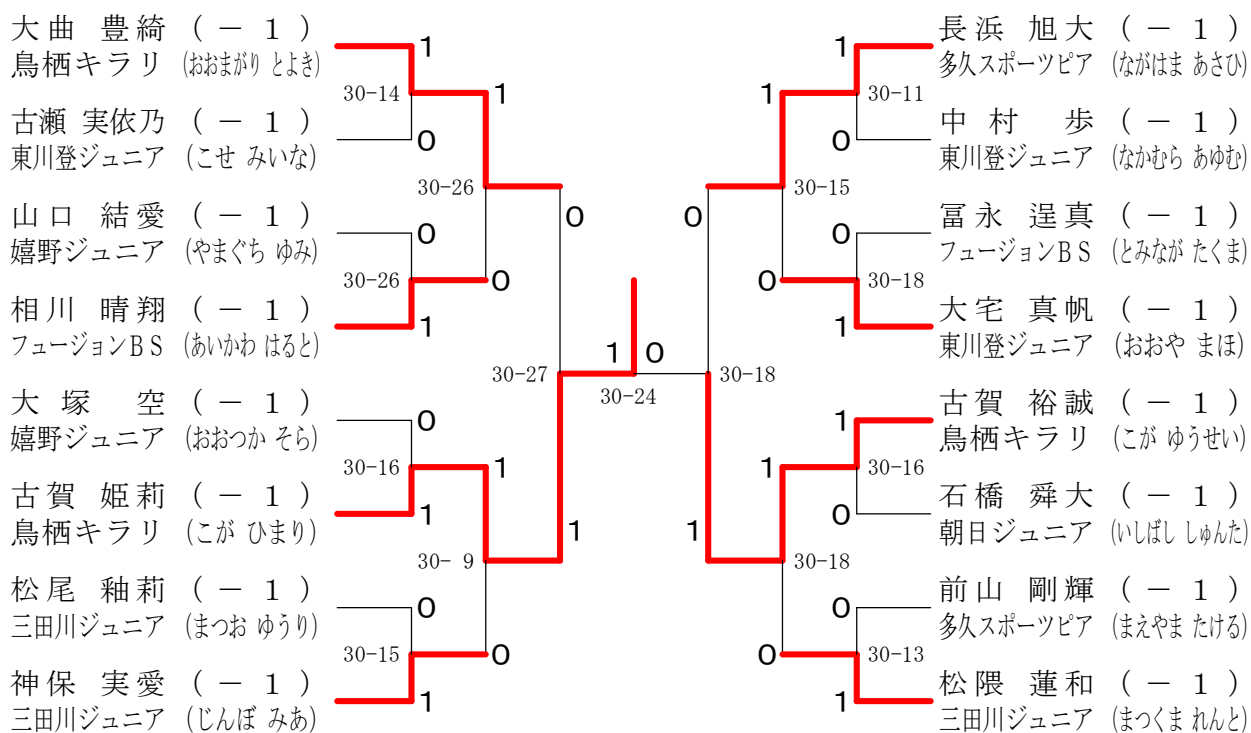 大曲 豊綺 (－１)
鳥栖キラリ (おおまがり とよき)
古瀬 実依乃 (－１)
東川登ジュニア (こせ みいな)
山口 結愛 (－１)
嬉野ジュニア (やまぐち ゆみ)
相川 晴翔 (－１)
フュージョンＢＳ (あいかわ はると)
大塚 空 (－１)
嬉野ジュニア (おおつか そら)
古賀 姫莉 (－１)
鳥栖キラリ (こが ひまり)
松尾 釉莉 (－１)
三田川ジュニア (まつお ゆうり)
神保 実愛 (－１)
三田川ジュニア (じんぼ みあ)
1
30-14
0
0
30-26
1
0
30-16
1
0
30-15
1
1
30-26
0
1
30- 9
0
0
30-27
1
1 0
30-24
0
30-18
1
1
30-15
0
1
30-18
0
1
30-11
0
0
30-18
1
1
30-16
0
0
30-13
1
長浜 旭大 (－１)
多久スポーツピア (ながはま あさひ)
中村 歩 (－１)
東川登ジュニア (なかむら あゆむ)
冨永 逞真 (－１)
フュージョンＢＳ (とみなが たくま)
大宅 真帆 (－１)
東川登ジュニア (おおや まほ)
古賀 裕誠 (－１)
鳥栖キラリ (こが ゆうせい)
石橋 舜大 (－１)
朝日ジュニア (いしばし しゅんた)
前山 剛輝 (－１)
多久スポーツピア (まえやま たける)
松隈 蓮和 (－１)
三田川ジュニア (まつくま れんと)